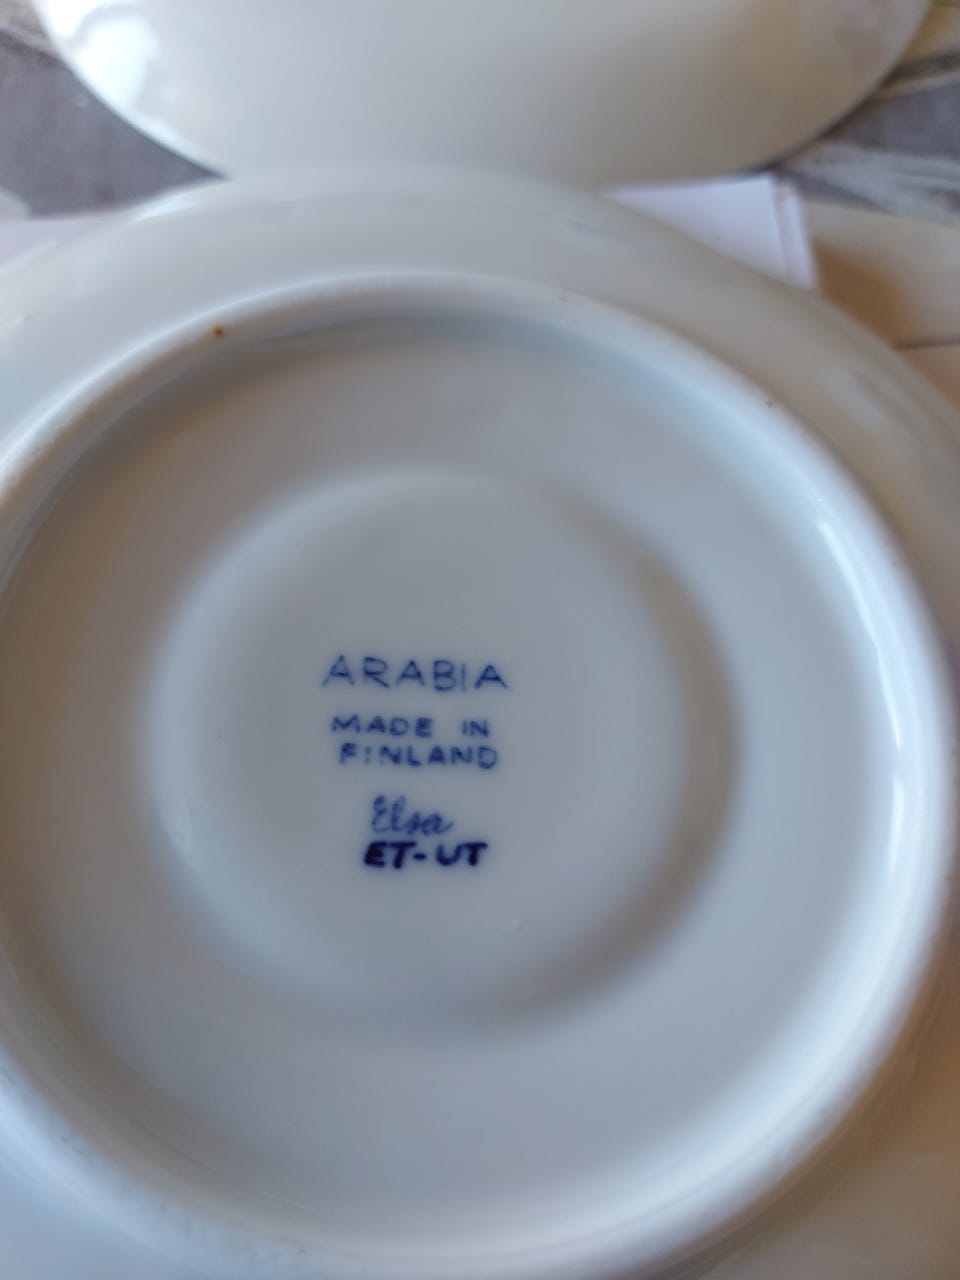 ARABIA
MADE IN
FINLAND
Elsa
ET-UT